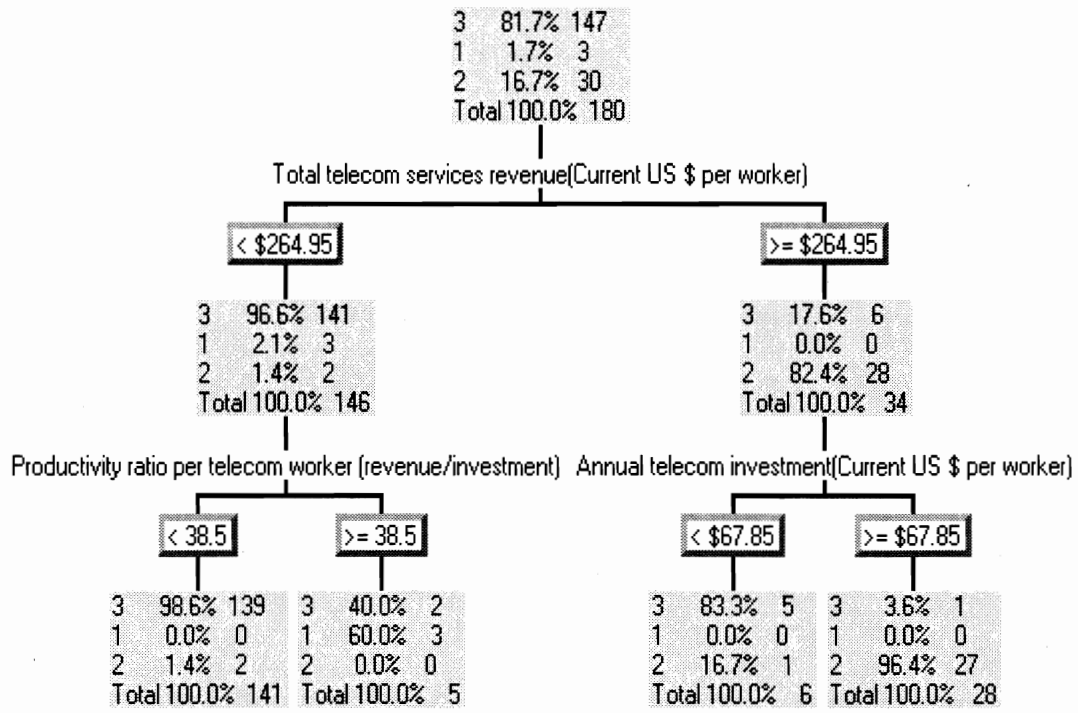 3 81.7% 147
1 1.7% 3
2 16.7% 30
Total 100.0% 180
Total telecom services revenue(Current US $ per worker)
< $264.95
>= $264.95
3 96.6% 141
1 2.1% 3
2 1.4% 2
Total 100.0% 146
3 17.6% 6
1 0.0% 0
2 82.4% 28
Total 100.0% 34
Productivity ratio per telecom worker (revenue/investment)
Annual telecom investment(Current US $ per worker)
< 38.5
>= 38.5
< $67.85
>= $67.85
3 98.6% 139
1 0.0% 0
2 1.4% 2
Total 100.0% 141
3 40.0% 2
1 60.0% 3
2 0.0% 0
Total 100.0% 5
3 83.3% 5
1 0.0% 0
2 16.7% 1
Total 100.0% 6
3 3.6% 1
1 0.0% 0
2 96.4% 27
Total 100.0% 28